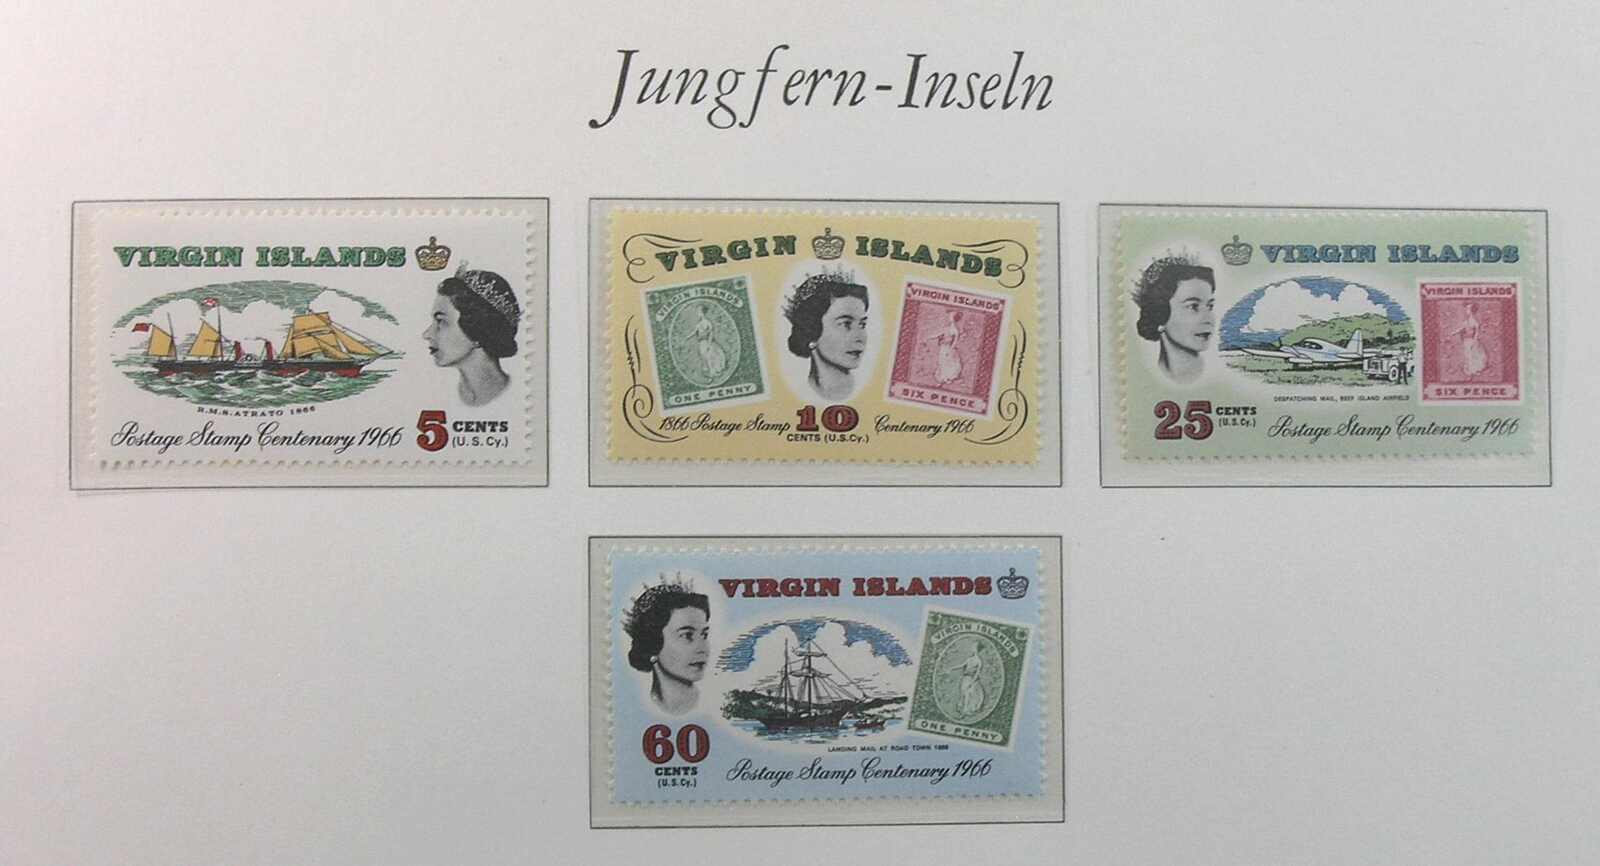 Jungfern-Inseln
VIRGIN ISLANDS
R.M.S. ATRATO 1866
Postage Stamp Centenary 1966
5 CENTS
(U.S. Cy.)
VIRGIN ISLANDS
VIRGIN ISLANDS
ONE PENNY
VIRGIN ISLANDS
SIX PENCE
1866 Postage Stamp 10 Centenary 1966
CENTS (U.S. Cy.)
VIRGIN ISLANDS
VIRGIN ISLANDS
SIX PENCE
DESPATCHING MAIL, BEEF ISLAND AIRFIELD
25 CENTS
(U.S. Cy.)
Postage Stamp Centenary 1966
VIRGIN ISLANDS
VIRGIN ISLANDS
ONE PENNY
LANDING MAIL AT ROAD TOWN 1866
60
CENTS
(U.S. Cy.)
Postage Stamp Centenary 1966